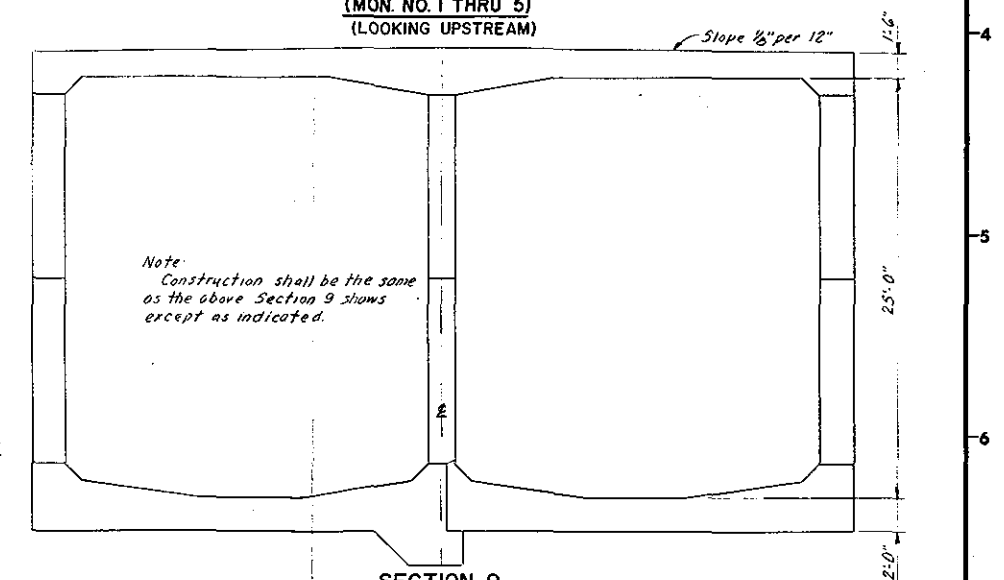 (MON. NO. 1 THRU 5)
(LOOKING UPSTREAM)
Slope 1/8" per 12"
1'-6"
4
Note:
Construction shall be the same
as the above Section 9 shows
except as indicated.
5
25'-0"
6
2'-0"
SECTION 9